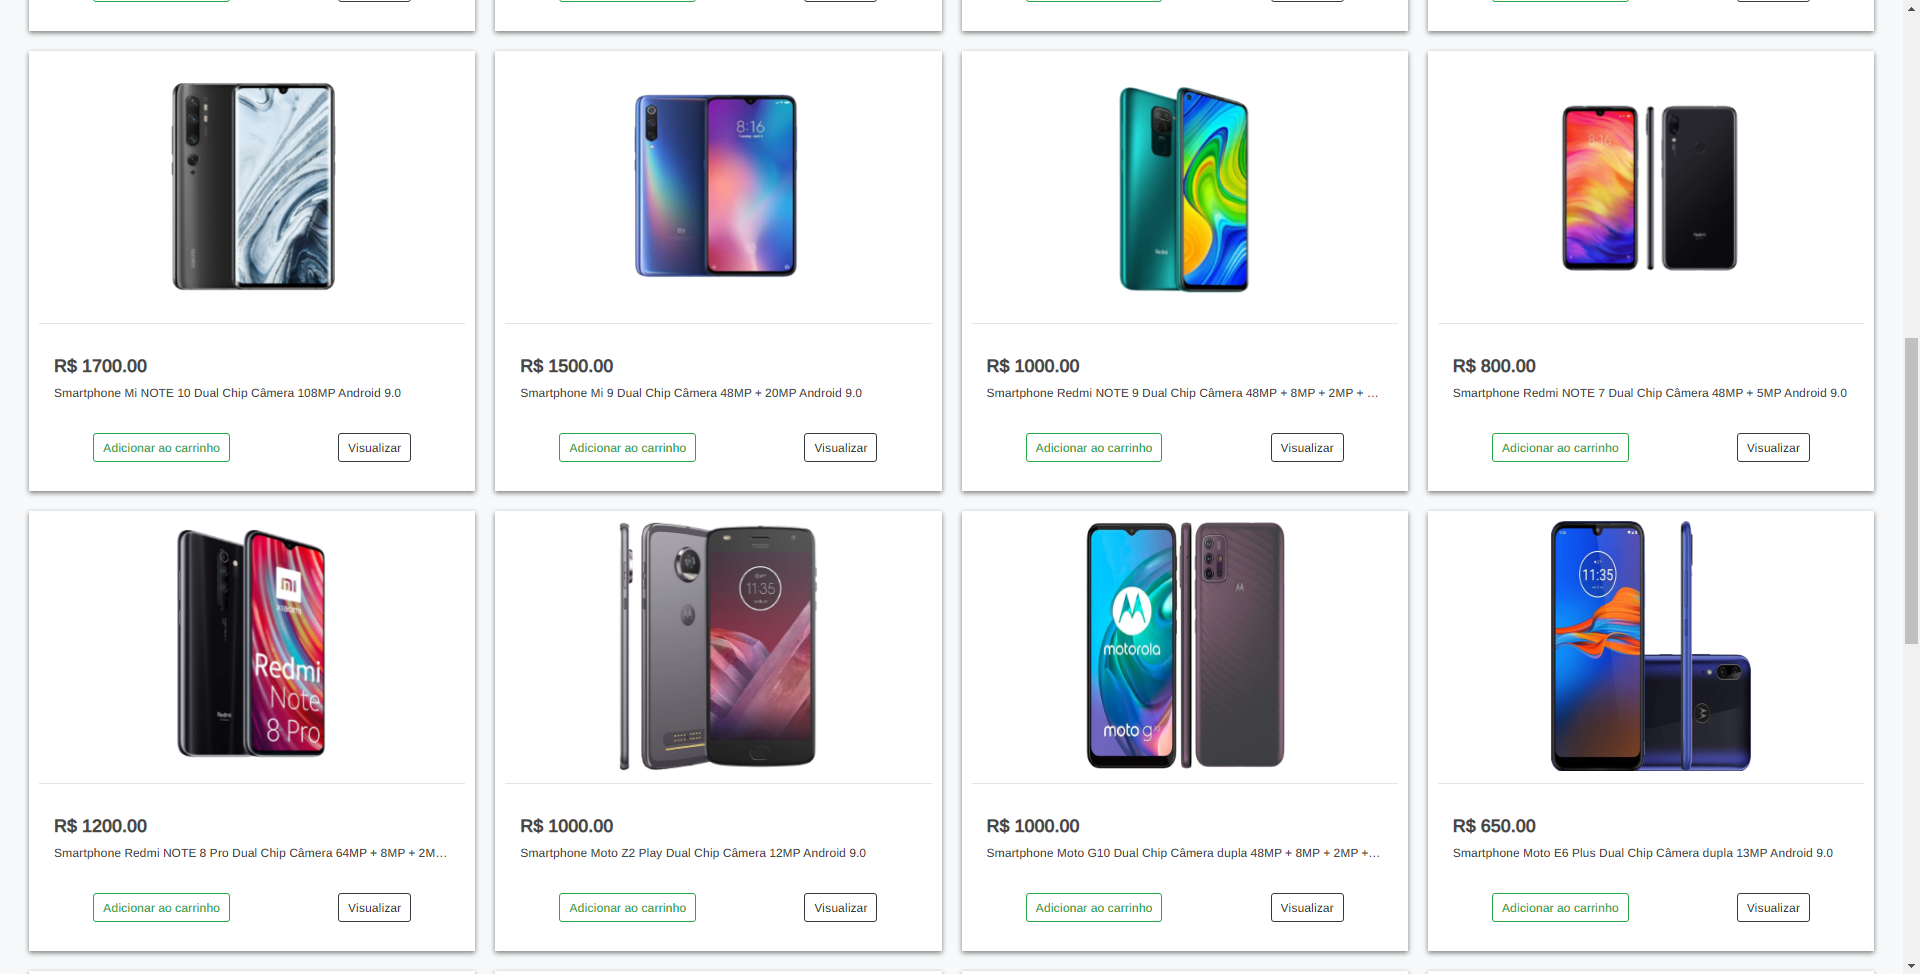 8:16
8:16
Redmi
Redmi
R$ 1700.00
R$ 1500.00
R$ 1000.00
R$ 800.00
Smartphone Mi NOTE 10 Dual Chip Câmera 108MP Android 9.0
Smartphone Mi 9 Dual Chip Câmera 48MP + 20MP Android 9.0
Smartphone Redmi NOTE 9 Dual Chip Câmera 48MP + 8MP + 2MP + ...
Smartphone Redmi NOTE 7 Dual Chip Câmera 48MP + 5MP Android 9.0
Adicionar ao carrinho
Visualizar
Adicionar ao carrinho
Visualizar
Adicionar ao carrinho
Visualizar
Adicionar ao carrinho
Visualizar
mi
xiaomi
Redmi
Note
8 Pro
Redmi
moto
11:35
motorola
moto g
11:35
R$ 1200.00
R$ 1000.00
R$ 1000.00
R$ 650.00
Smartphone Redmi NOTE 8 Pro Dual Chip Câmera 64MP + 8MP + 2M...
Smartphone Moto Z2 Play Dual Chip Câmera 12MP Android 9.0
Smartphone Moto G10 Dual Chip Câmera dupla 48MP + 8MP + 2MP +...
Smartphone Moto E6 Plus Dual Chip Câmera dupla 13MP Android 9.0
Adicionar ao carrinho
Visualizar
Adicionar ao carrinho
Visualizar
Adicionar ao carrinho
Visualizar
Adicionar ao carrinho
Visualizar